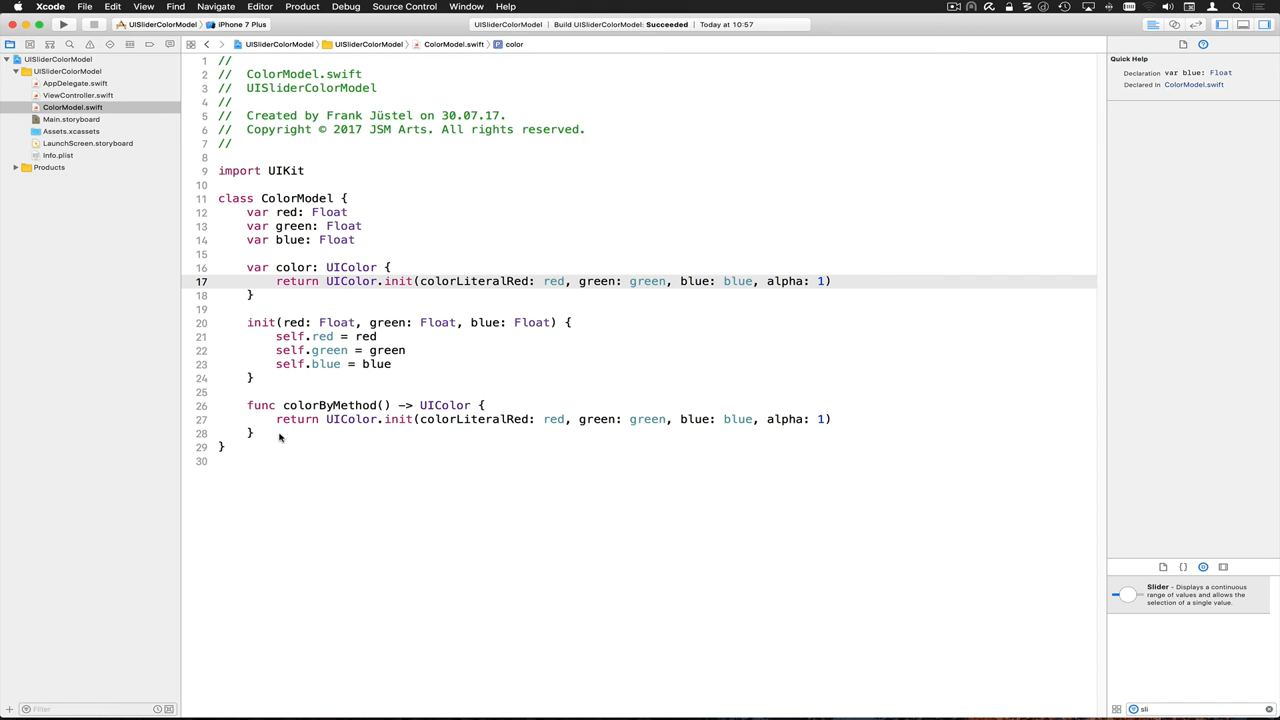 Xcode File Edit View Find Navigate Editor Product Debug Source Control Window Help
UISliderColorModel iPhone 7 Plus UISliderColorModel: Build UISliderColorModel: Succeeded Today at 10:57
UISliderColorModel UISliderColorModel ColorModel.swift P color
UISliderColorModel
UISliderColorModel
AppDelegate.swift
ViewController.swift
ColorModel.swift
Main.storyboard
Assets.xcassets
LaunchScreen.storyboard
Info.plist
Products
Filter
1 //
2 //  ColorModel.swift
3 //  UISliderColorModel
4 //
5 //  Created by Frank Jüstel on 30.07.17.
6 //  Copyright © 2017 JSM Arts. All rights reserved.
7 //
8
9 import UIKit
10
11 class ColorModel {
12     var red: Float
13     var green: Float
14     var blue: Float
15
16     var color: UIColor {
17         return UIColor.init(colorLiteralRed: red, green: green, blue: blue, alpha: 1)
18     }
19
20     init(red: Float, green: Float, blue: Float) {
21         self.red = red
22         self.green = green
23         self.blue = blue
24     }
25
26     func colorByMethod() -> UIColor {
27         return UIColor.init(colorLiteralRed: red, green: green, blue: blue, alpha: 1)
28     }
29 }
30
Quick Help
Declaration var blue: Float
Declared in ColorModel.swift
Slider - Displays a continuous
range of values and allows the
selection of a single value.
sli